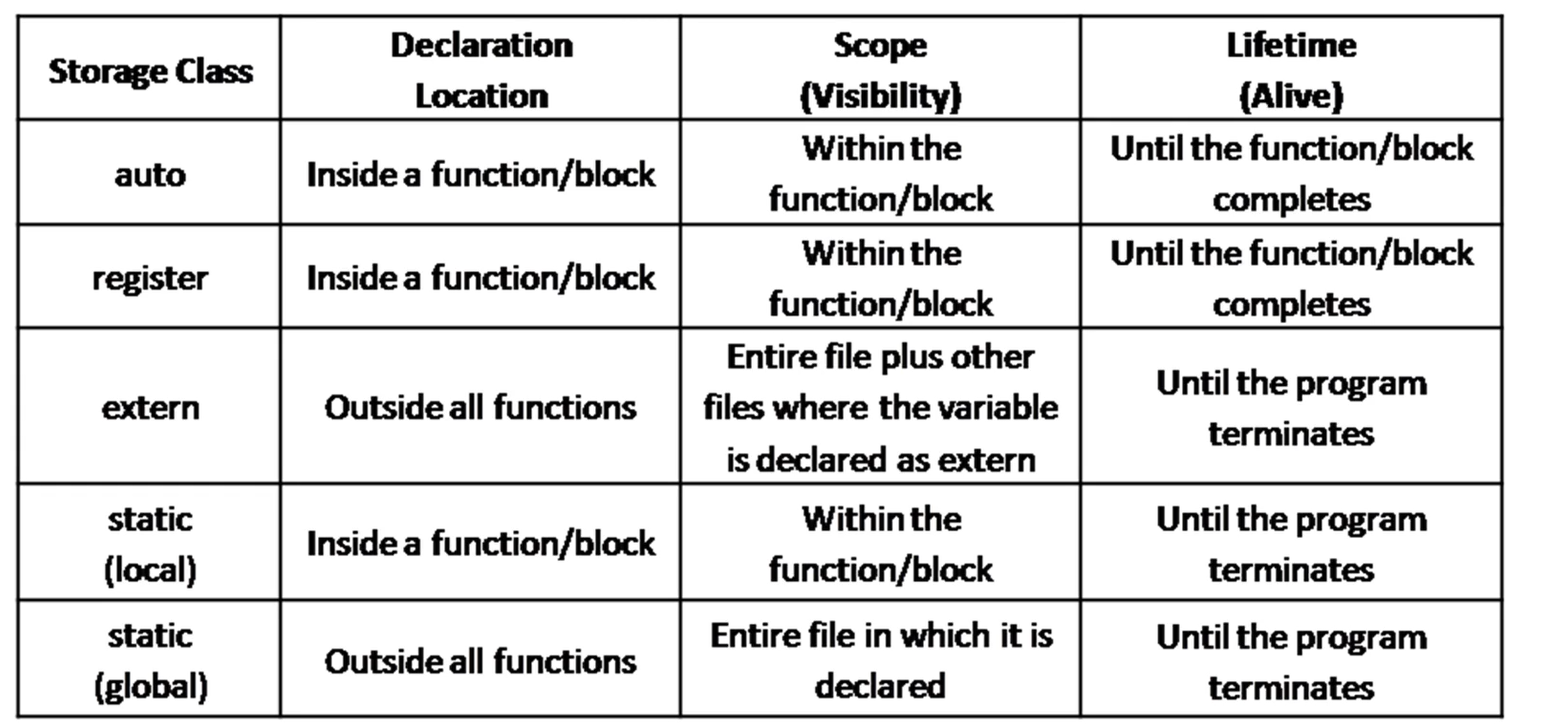 Storage Class
Declaration
Location
Scope
(Visibility)
Lifetime
(Alive)
auto
Inside a function/block
Within the
function/block
Until the function/block
completes
register
Inside a function/block
Within the
function/block
Until the function/block
completes
extern
Outside all functions
Entire file plus other
files where the variable
is declared as extern
Until the program
terminates
static
(local)
Inside a function/block
Within the
function/block
Until the program
terminates
static
(global)
Outside all functions
Entire file in which it is
declared
Until the program
terminates